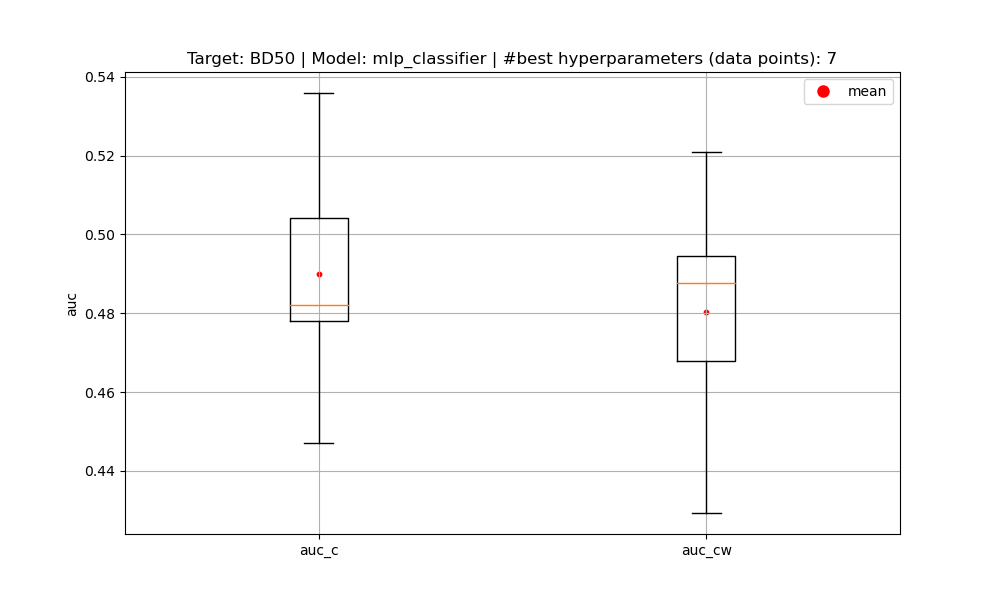 Target: BD50 | Model: mlp_classifier | #best hyperparameters (data points): 7
mean
0.54
0.52
0.50
0.48
0.46
0.44
auc
auc_c
auc_cw